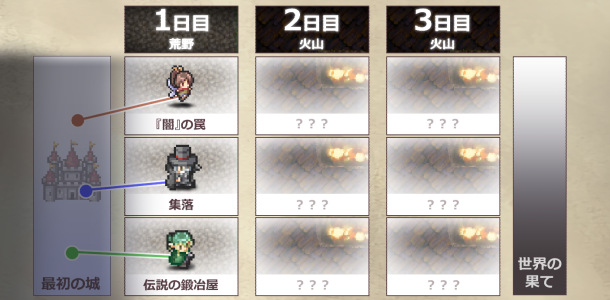 1日目
荒野
2日目
火山
3日目
火山
『闇』の罠
？？？
？？？
集落
？？？
？？？
最初の城
伝説の鍛冶屋
？？？
？？？
世界の
果て